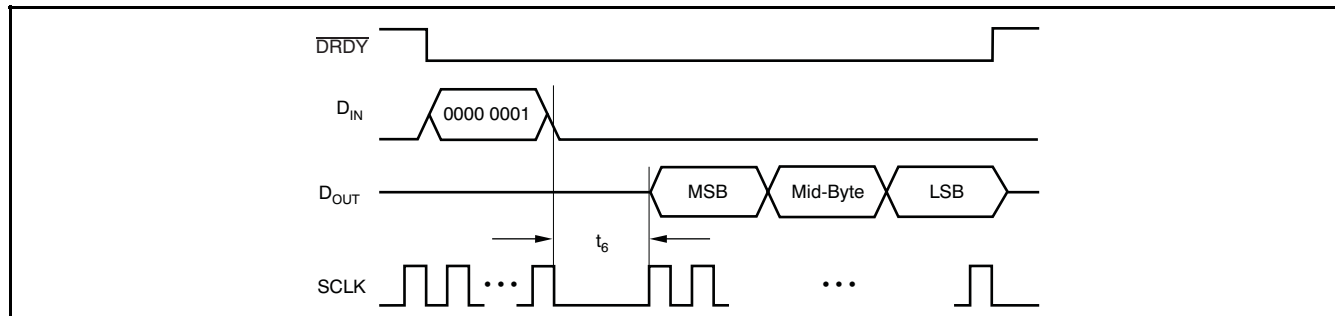 DRDY
DIN
0000 0001
DOUT
MSB
Mid-Byte
LSB
t6
SCLK
•••
•••